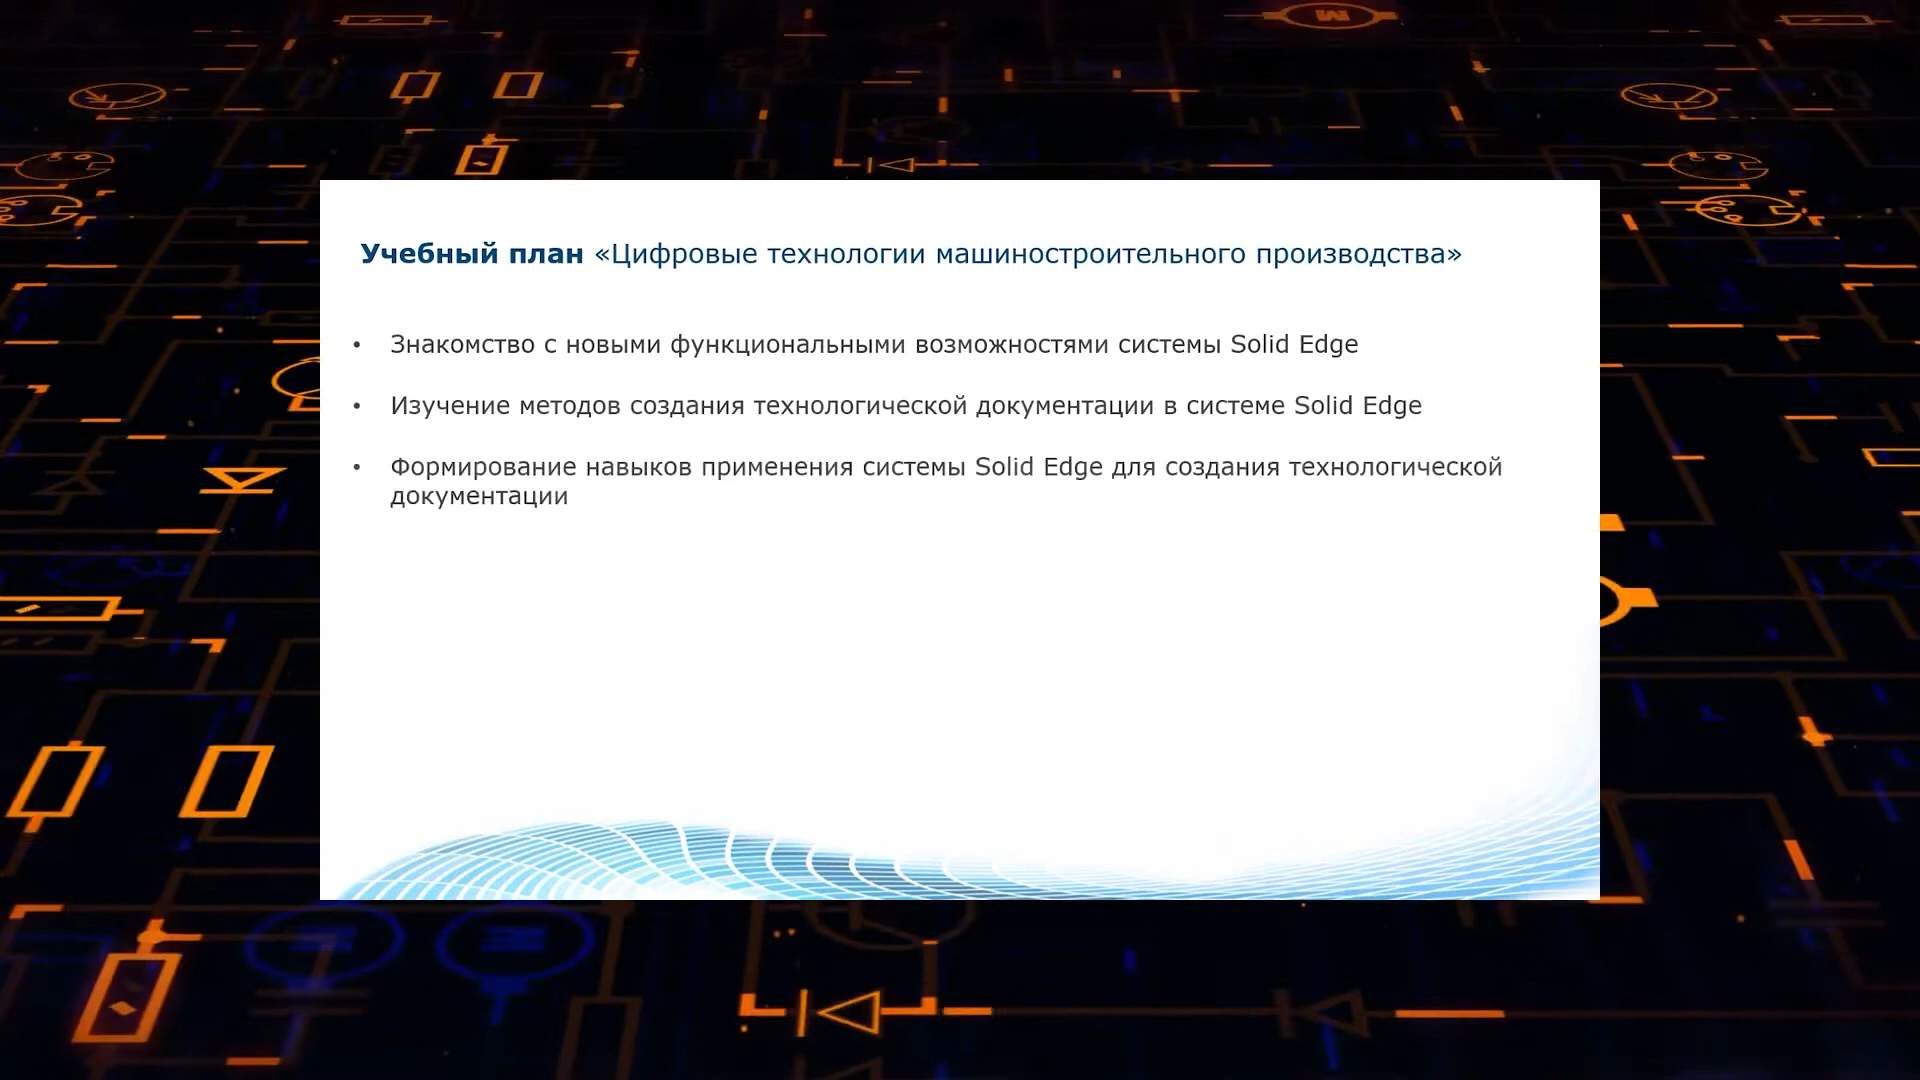 Учебный план «Цифровые технологии машиностроительного производства»
• Знакомство с новыми функциональными возможностями системы Solid Edge
• Изучение методов создания технологической документации в системе Solid Edge
• Формирование навыков применения системы Solid Edge для создания технологической
документации